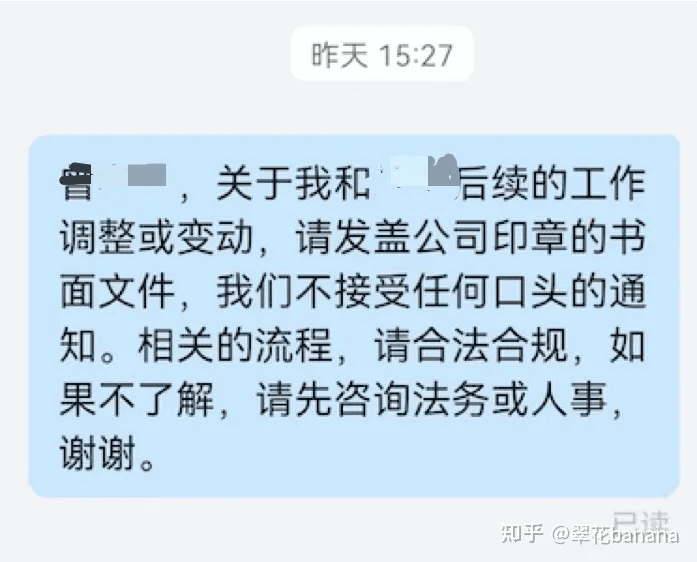 昨天 15:27
，关于我和 后续的工作
调整或变动，请发盖公司印章的书
面文件，我们不接受任何口头的通
知。相关的流程，请合法合规，如
果不了解，请先咨询法务或人事，
谢谢。
已读
知乎 @翠花banana